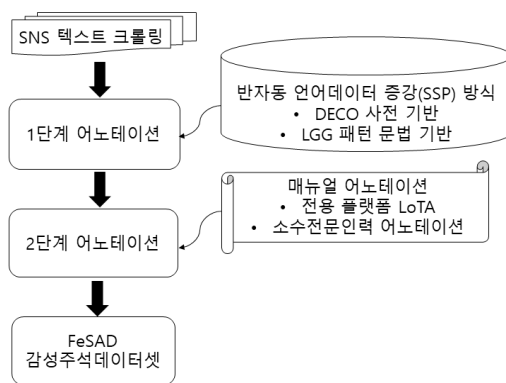 SNS 텍스트 크롤링
반자동 언어데이터 증강(SSP) 방식
• DECO 사전 기반
• LGG 패턴 문법 기반
1단계 어노테이션
매뉴얼 어노테이션
• 전용 플랫폼 LoTA
• 소수전문인력 어노테이션
2단계 어노테이션
FeSAD
감성주석데이터셋